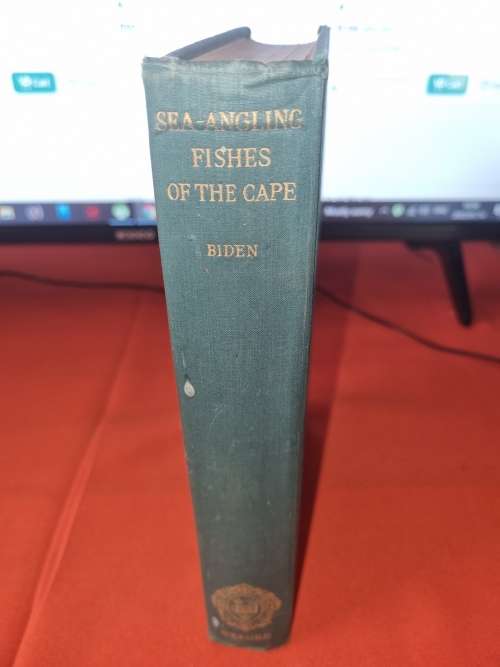 SEA-ANGLING
FISHES
OF THE CAPE
BIDEN
OXFORD